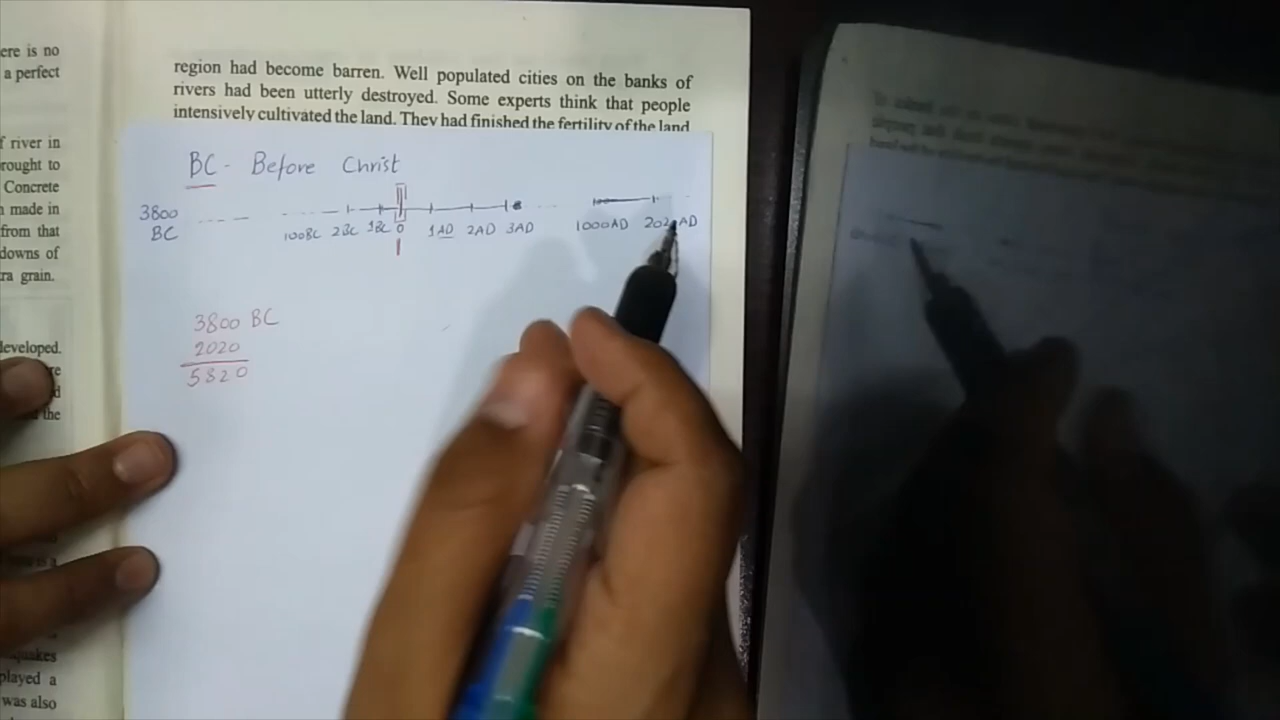 ere is no
a perfect
f river in
rought to
Concrete
made in
from that
downs of
ra grain.
developed.
the
played a
was also
region had become barren. Well populated cities on the banks of
rivers had been utterly destroyed. Some experts think that people
intensively cultivated the land. They had finished the fertility of the land
BC - Before Christ
3800 BC
100BC 2BC 1BC 0 1AD 2AD 3AD 1000AD 2020AD
3800 BC
2020
5820